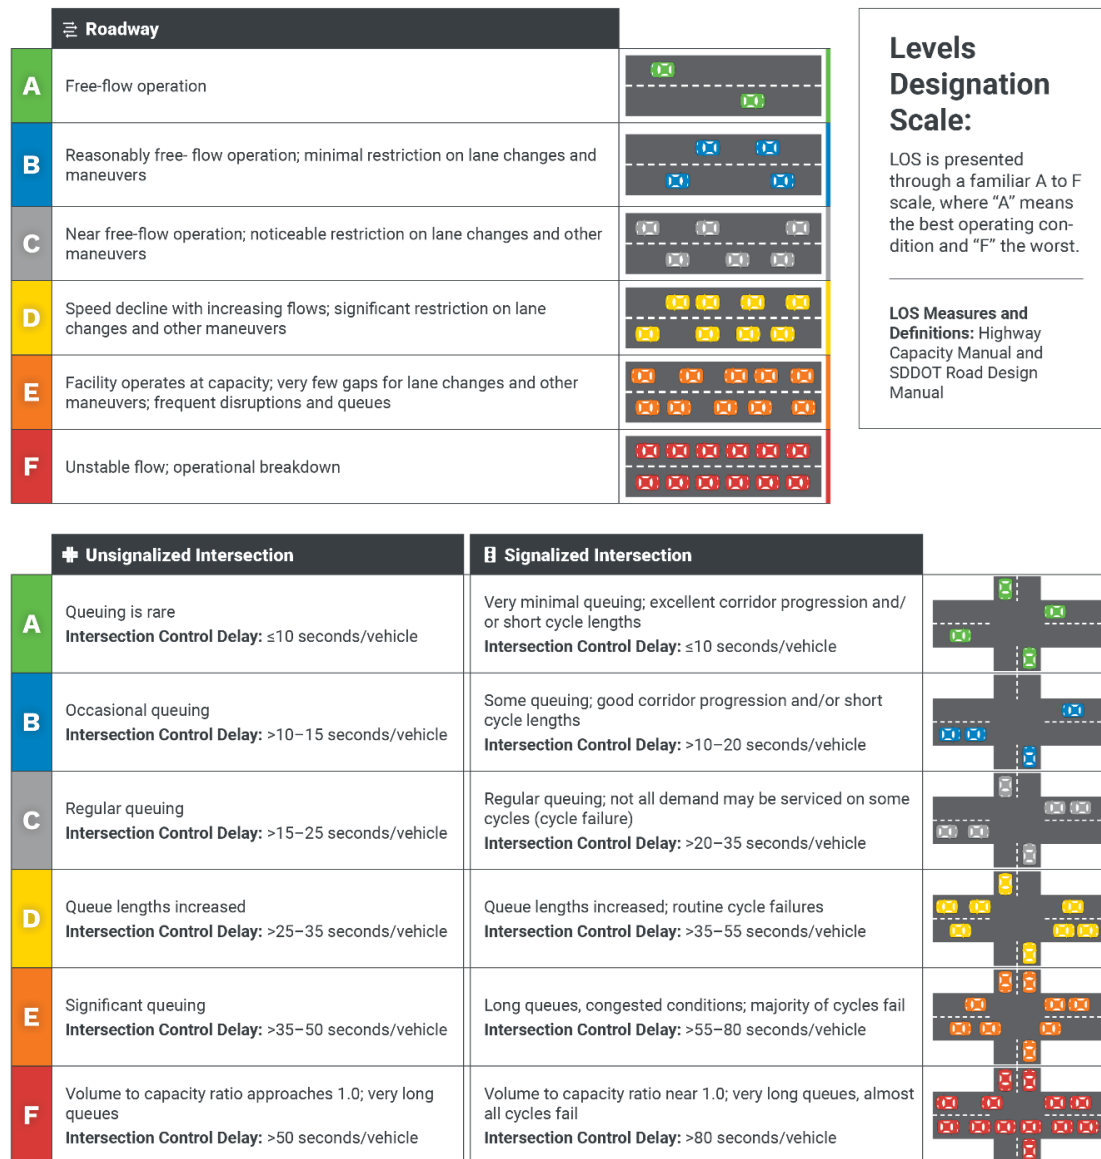 Roadway
A
Free-flow operation
B
Reasonably free- flow operation; minimal restriction on lane changes and
maneuvers
C
Near free-flow operation; noticeable restriction on lane changes and other
maneuvers
D
Speed decline with increasing flows; significant restriction on lane
changes and other maneuvers
E
Facility operates at capacity; very few gaps for lane changes and other
maneuvers; frequent disruptions and queues
F
Unstable flow; operational breakdown
Levels
Designation
Scale:
LOS is presented
through a familiar A to F
scale, where “A” means
the best operating con-
dition and “F” the worst.
LOS Measures and
Definitions: Highway
Capacity Manual and
SDDOT Road Design
Manual
Unsignalized Intersection
Signalized Intersection
A
Queuing is rare
Intersection Control Delay: ≤10 seconds/vehicle
Very minimal queuing; excellent corridor progression and/
or short cycle lengths
Intersection Control Delay: ≤10 seconds/vehicle
B
Occasional queuing
Intersection Control Delay: >10–15 seconds/vehicle
Some queuing; good corridor progression and/or short
cycle lengths
Intersection Control Delay: >10–20 seconds/vehicle
C
Regular queuing
Intersection Control Delay: >15–25 seconds/vehicle
Regular queuing; not all demand may be serviced on some
cycles (cycle failure)
Intersection Control Delay: >20–35 seconds/vehicle
D
Queue lengths increased
Intersection Control Delay: >25–35 seconds/vehicle
Queue lengths increased; routine cycle failures
Intersection Control Delay: >35–55 seconds/vehicle
E
Significant queuing
Intersection Control Delay: >35–50 seconds/vehicle
Long queues, congested conditions; majority of cycles fail
Intersection Control Delay: >55–80 seconds/vehicle
F
Volume to capacity ratio approaches 1.0; very long
queues
Intersection Control Delay: >50 seconds/vehicle
Volume to capacity ratio near 1.0; very long queues, almost
all cycles fail
Intersection Control Delay: >80 seconds/vehicle